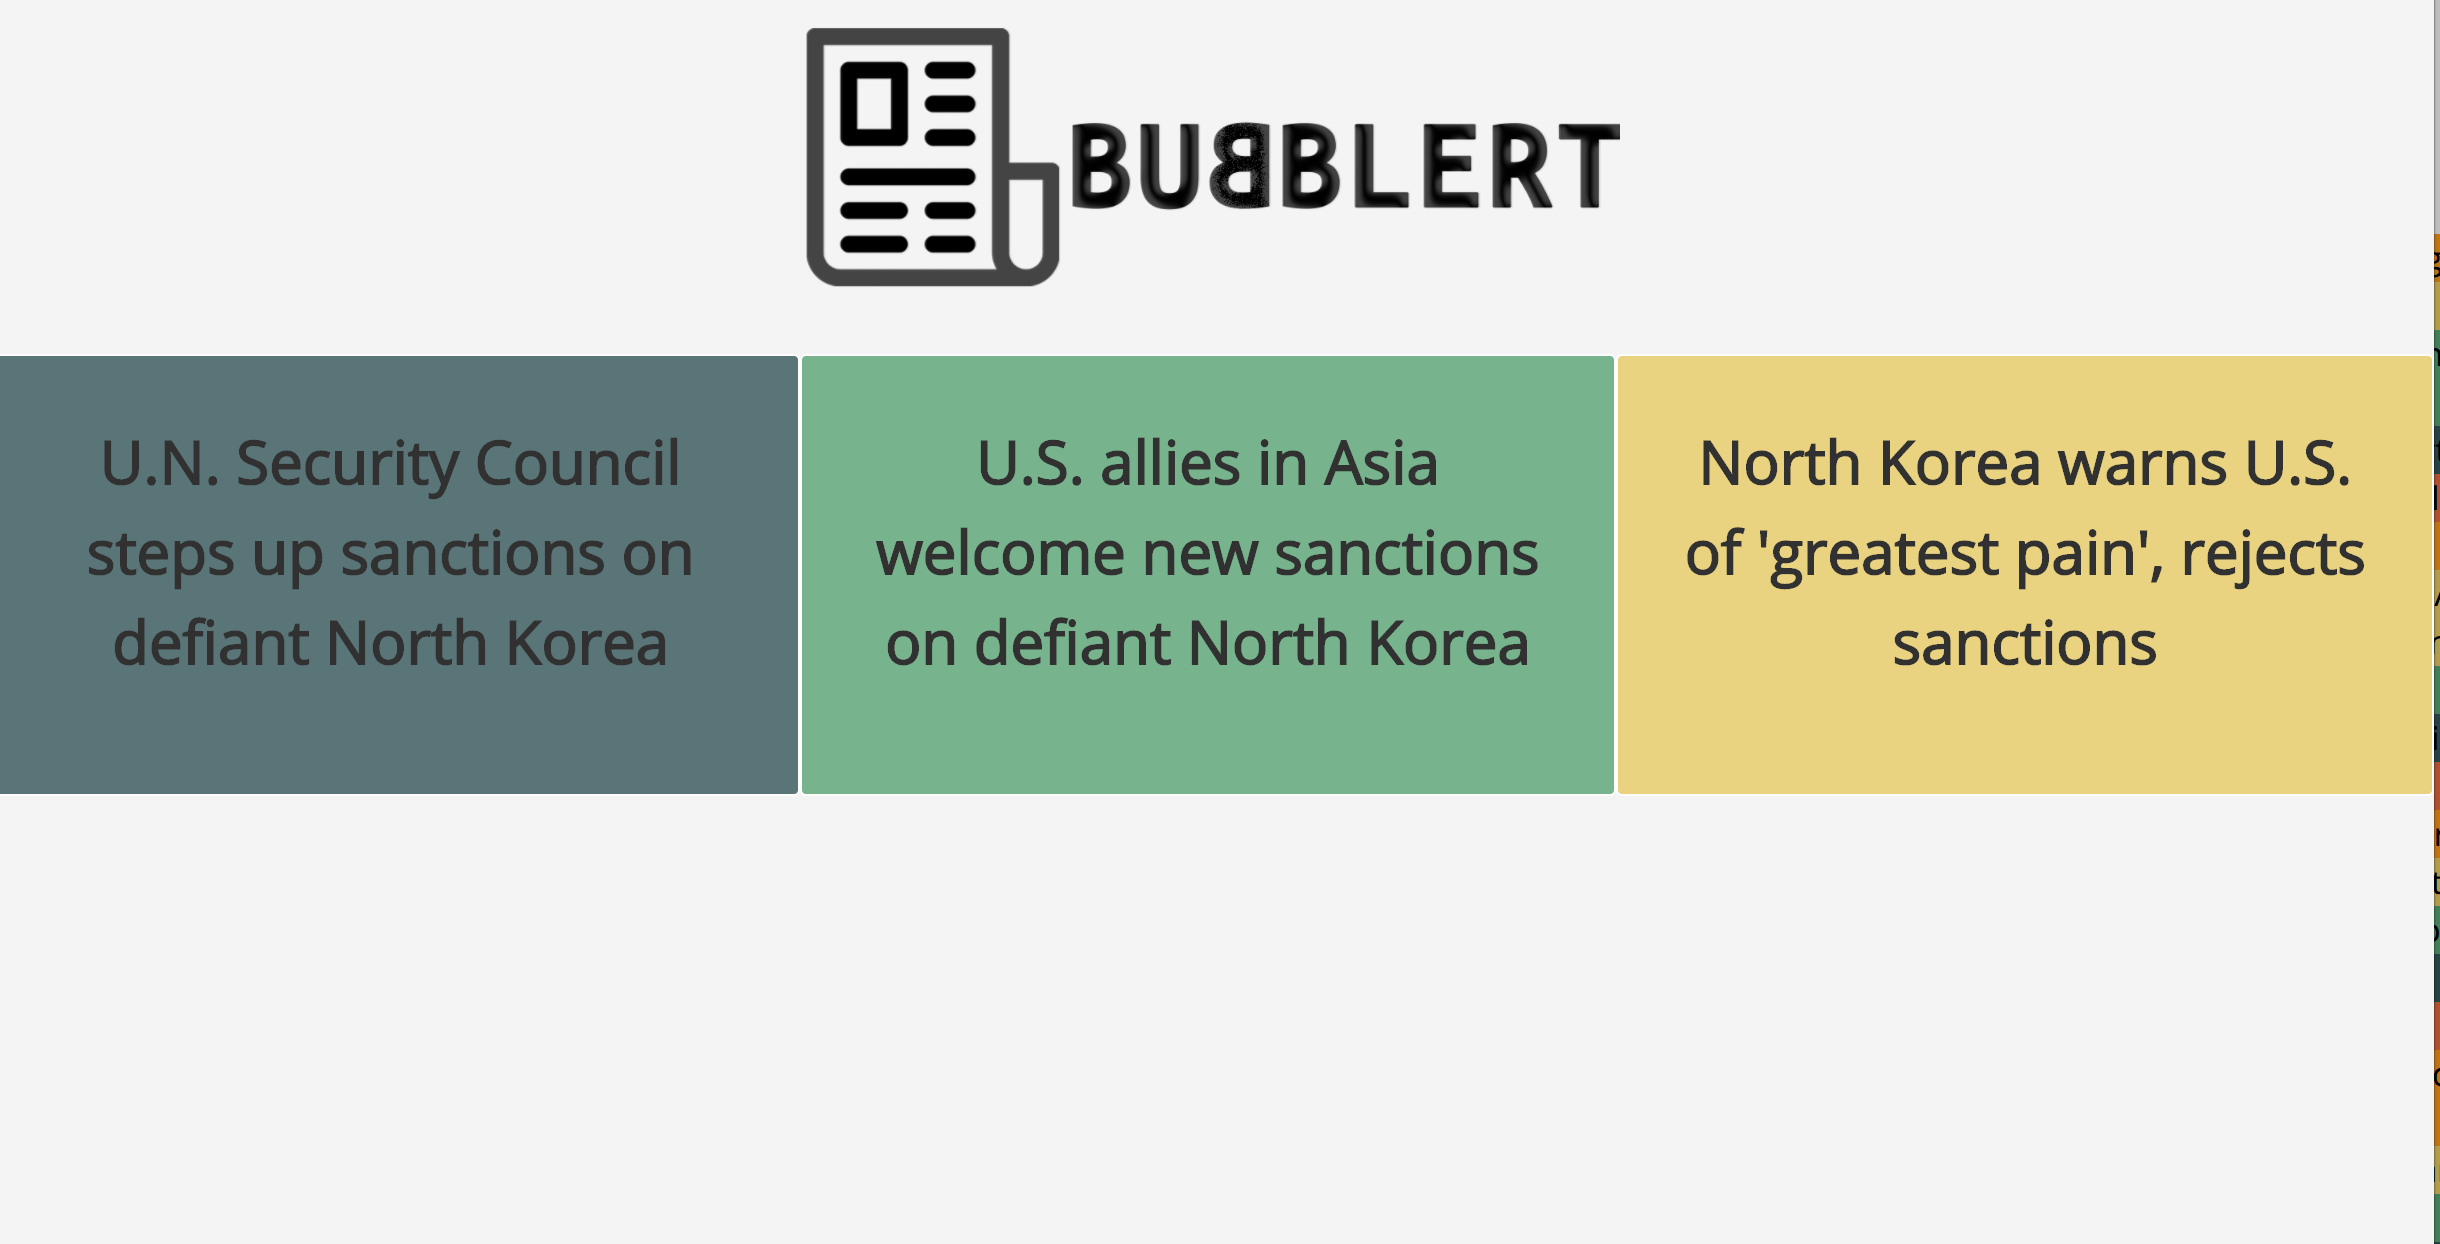 BUBBLERT
U.N. Security Council
steps up sanctions on
defiant North Korea
U.S. allies in Asia
welcome new sanctions
on defiant North Korea
North Korea warns U.S.
of 'greatest pain', rejects
sanctions